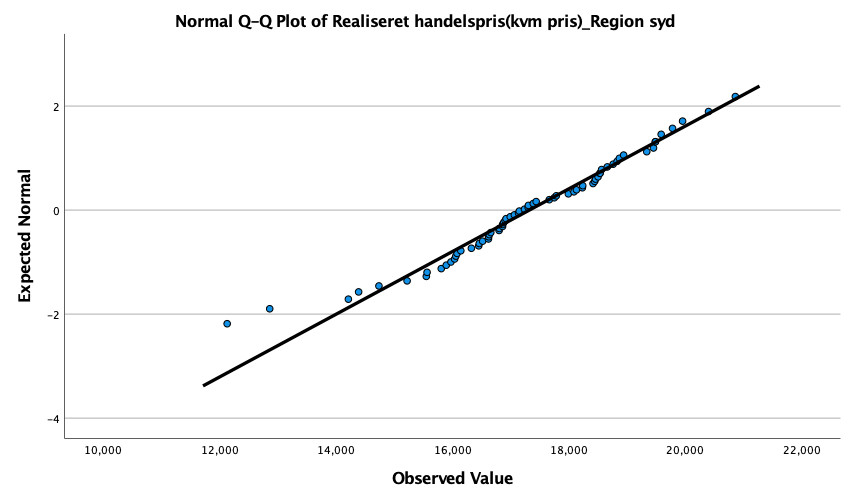 Normal Q-Q Plot of Realiseret handelspris(kvm pris)_Region syd
Expected Normal
2
0
-2
-4
10,000 12,000 14,000 16,000 18,000 20,000 22,000
Observed Value